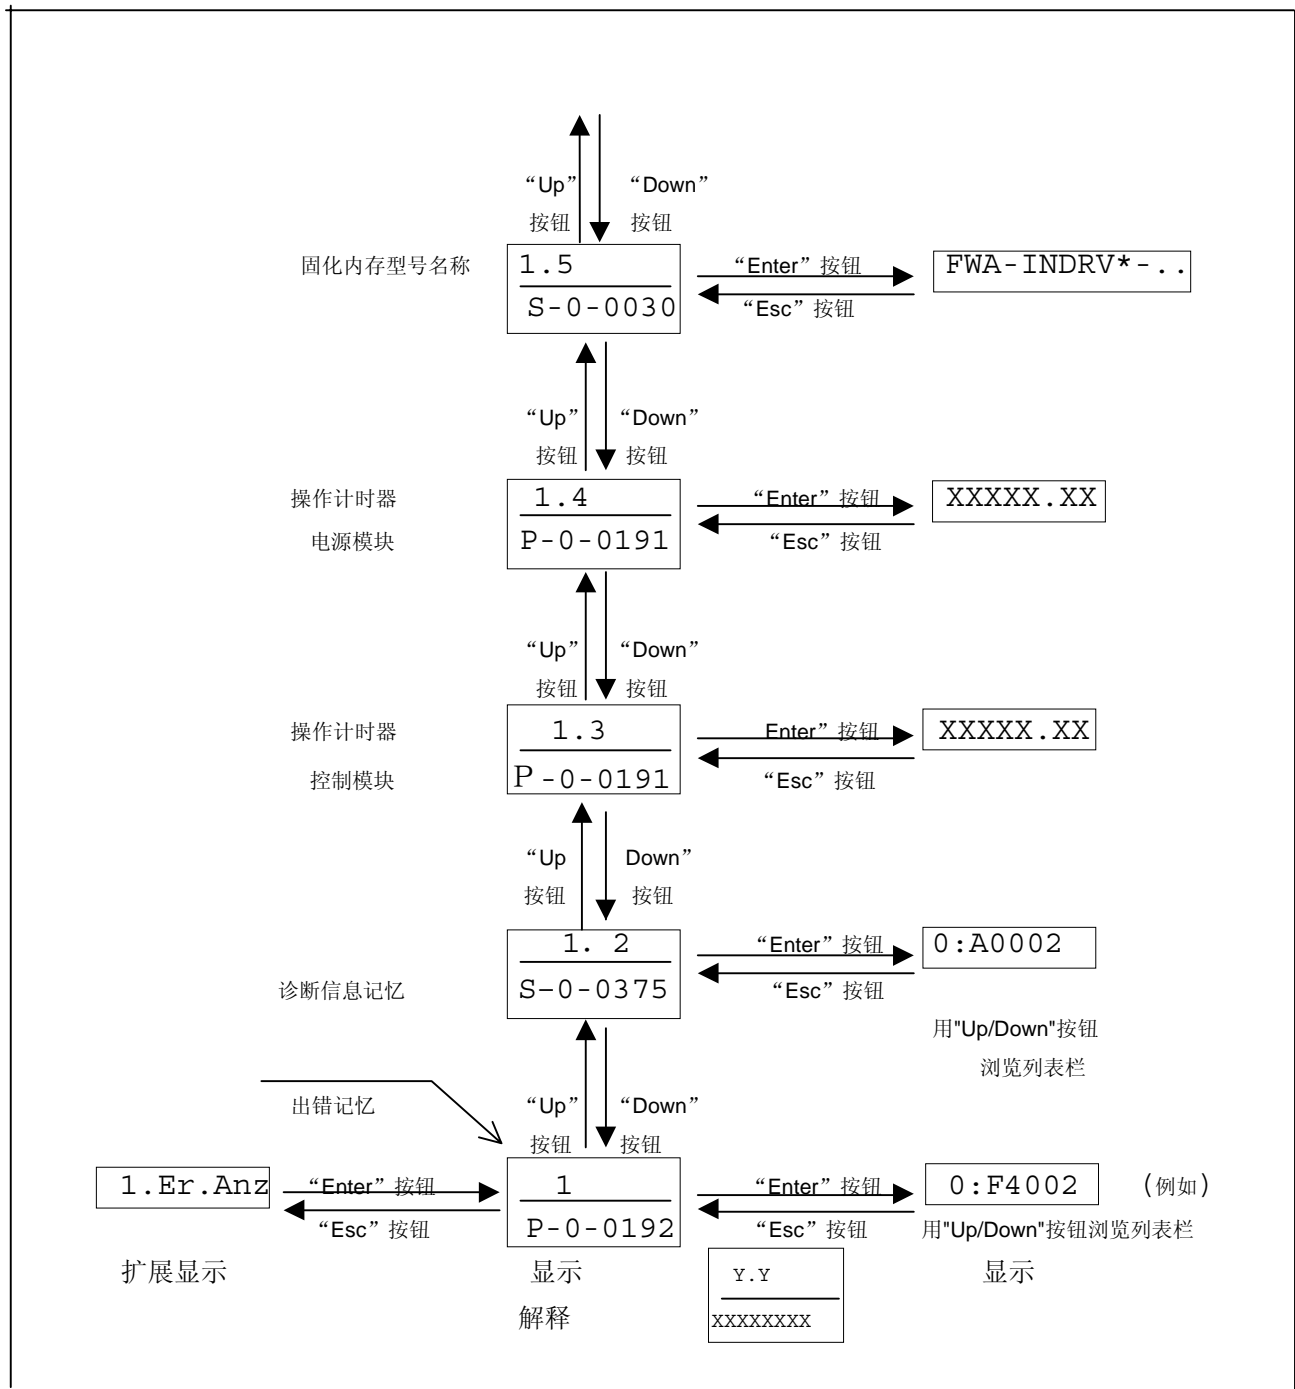 “Up” “Down”
按钮 按钮
固化内存型号名称 1.5 “Enter” 按钮 FWA-INDRV*-..
S-0-0030 “Esc” 按钮
“Up” “Down”
按钮 按钮
操作计时器 1.4 “Enter” 按钮 XXXXX.XX
电源模块 P-0-0191 “Esc” 按钮
“Up” “Down”
按钮 按钮
操作计时器 1.3 Enter” 按钮 XXXXX.XX
控制模块 P-0-0191 “Esc” 按钮
“Up Down”
按钮 按钮
1. 2 “Enter” 按钮 0:A0002
诊断信息记忆 S-0-0375 “Esc” 按钮
用"Up/Down"按钮
浏览列表栏
出错记忆 “Up” “Down”
按钮 按钮
1.Er.Anz “Enter” 按钮 1 “Enter” 按钮 0:F4002 (例如)
“Esc” 按钮 P-0-0192 “Esc” 按钮 用"Up/Down"按钮浏览列表栏
扩展显示 显示 Y.Y 显示
解释 XXXXXXXX